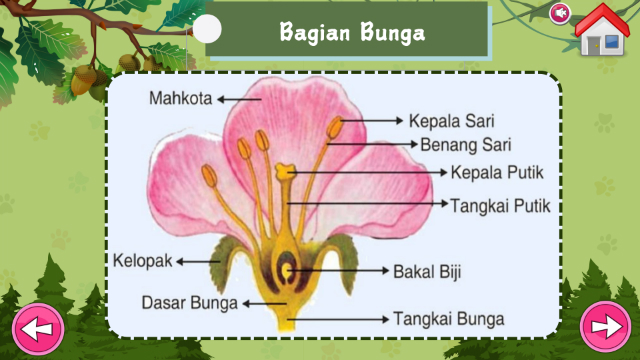 Bagian Bunga
Mahkota
Kepala Sari
Benang Sari
Kepala Putik
Tangkai Putik
Kelopak
Bakal Biji
Dasar Bunga
Tangkai Bunga